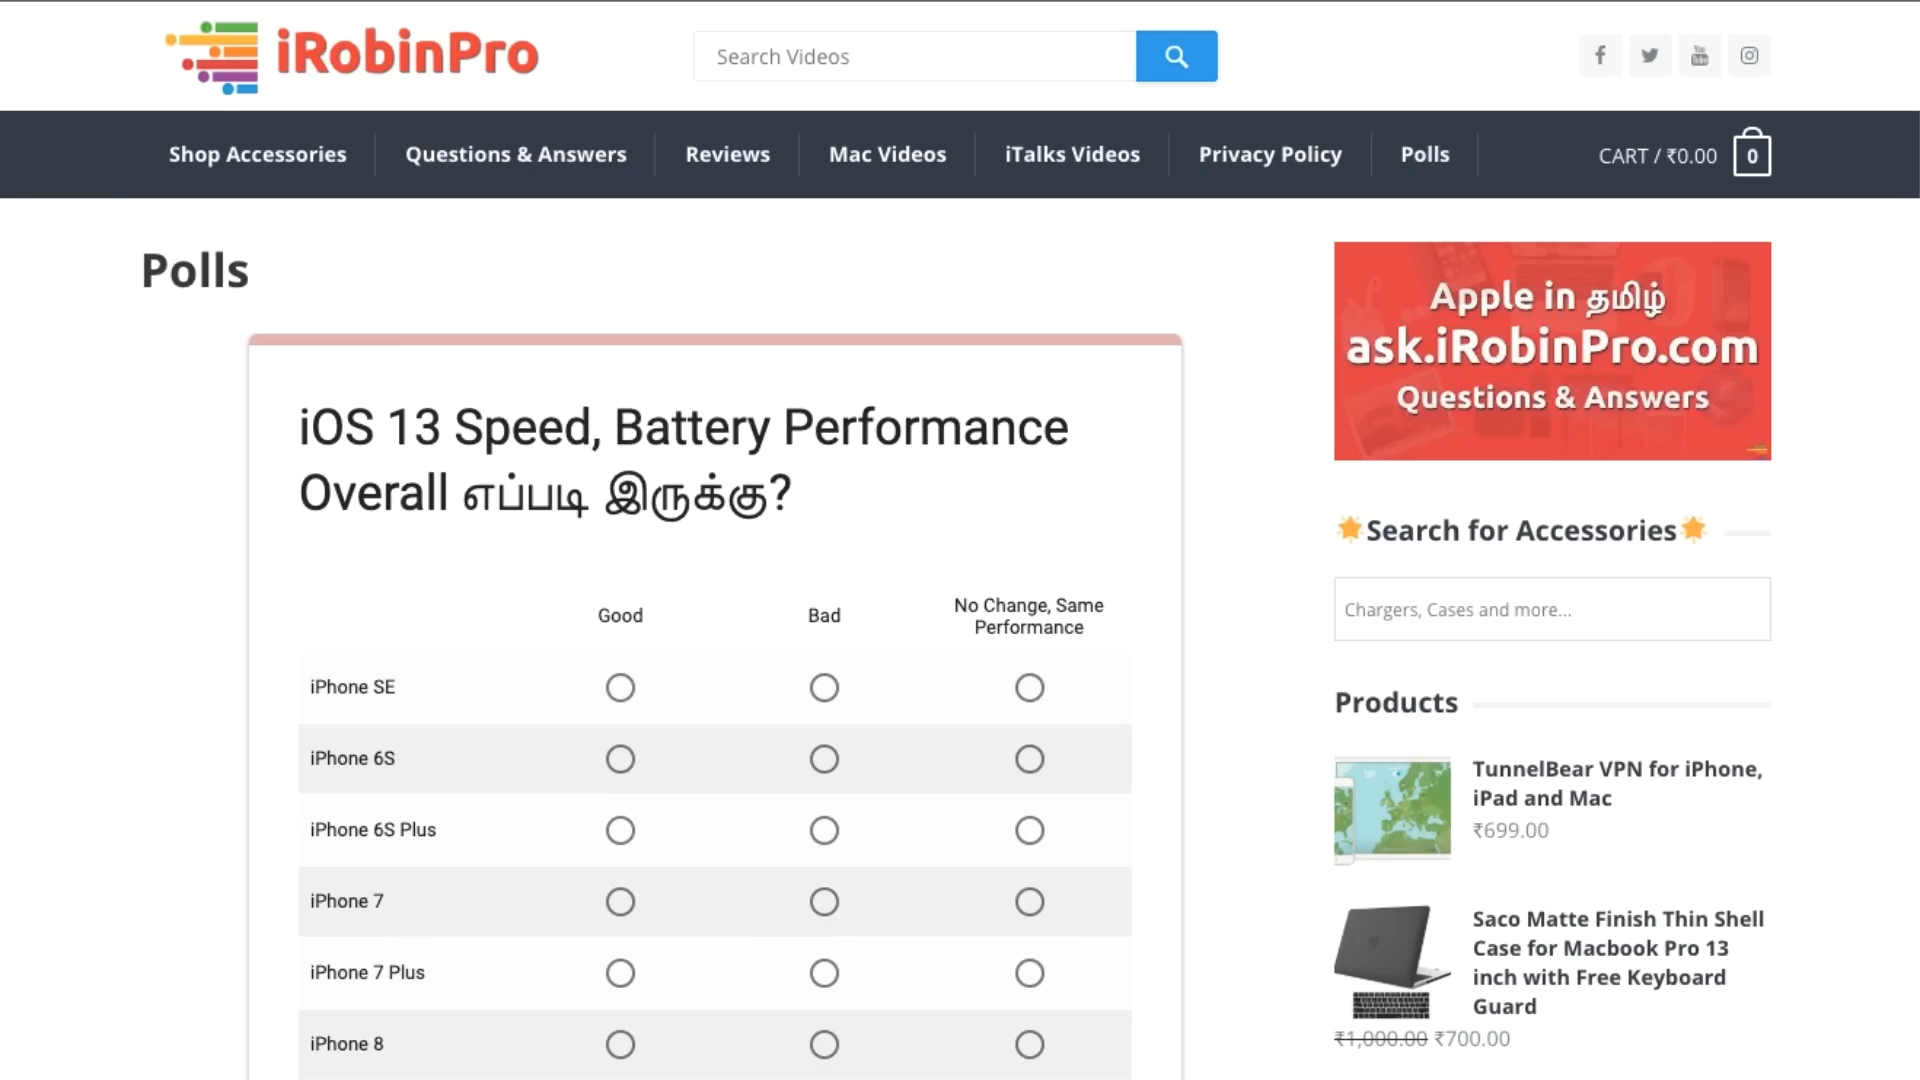 iRobinPro
Search Videos
Shop Accessories
Questions & Answers
Reviews
Mac Videos
iTalks Videos
Privacy Policy
Polls
CART / ₹0.00
0
Polls
iOS 13 Speed, Battery Performance
Overall எப்படி இருக்கு?
Good
Bad
No Change, Same
Performance
iPhone SE
iPhone 6S
iPhone 6S Plus
iPhone 7
iPhone 7 Plus
iPhone 8
Apple in தமிழ்
ask.iRobinPro.com
Questions & Answers
Search for Accessories
Chargers, Cases and more...
Products
TunnelBear VPN for iPhone,
iPad and Mac
₹699.00
Saco Matte Finish Thin Shell
Case for Macbook Pro 13
inch with Free Keyboard
Guard
₹1,000.00 ₹700.00